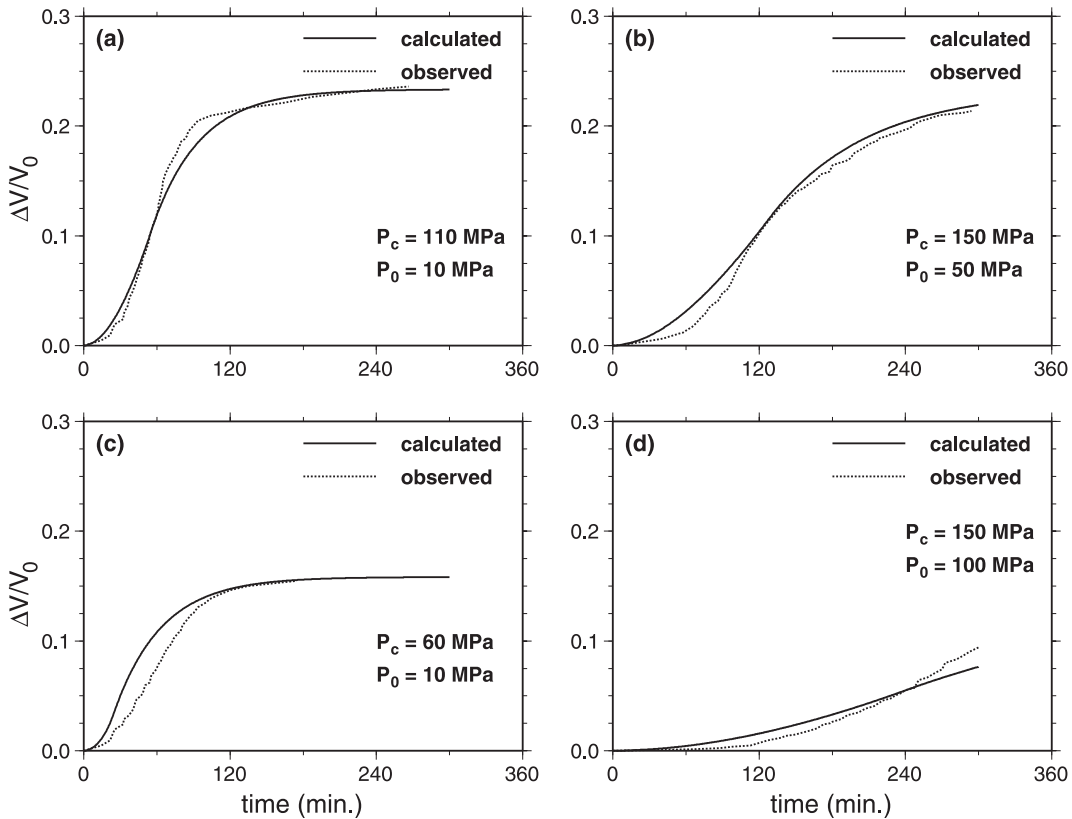 0.3
(a)
calculated
observed
0.2
ΔV/V0
0.1
Pc = 110 MPa
P0 = 10 MPa
0.0
0
120
240
360
0.3
(b)
calculated
observed
0.2
0.1
Pc = 150 MPa
P0 = 50 MPa
0.0
0
120
240
360
0.3
(c)
calculated
observed
0.2
ΔV/V0
0.1
Pc = 60 MPa
P0 = 10 MPa
0.0
0
120
240
360
time (min.)
0.3
(d)
calculated
observed
0.2
Pc = 150 MPa
P0 = 100 MPa
0.1
0.0
0
120
240
360
time (min.)